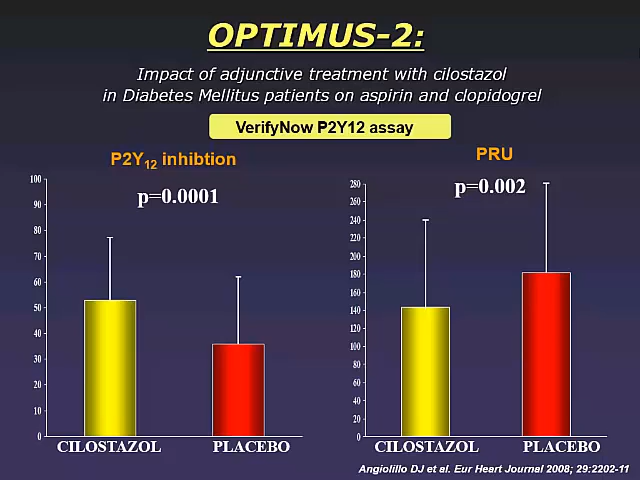 OPTIMUS-2:
Impact of adjunctive treatment with cilostazol
in Diabetes Mellitus patients on aspirin and clopidogrel
VerifyNow P2Y12 assay
P2Y12 inhibtion
PRU
p=0.0001
p=0.002
100
90
80
70
60
50
40
30
20
10
0
280
260
240
220
200
180
160
140
120
100
80
60
40
20
0
CILOSTAZOL
PLACEBO
CILOSTAZOL
PLACEBO
Angiolillo DJ et al. Eur Heart Journal 2008; 29:2202-11